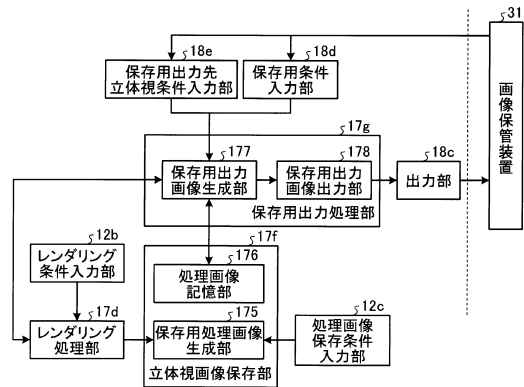 31
18e
18d
保存用出力先
立体視条件入力部
保存用条件
入力部
画像保管装置
17g
177
178
18c
保存用出力
画像生成部
保存用出力
画像出力部
出力部
保存用出力処理部
12b
17f
レンダリング
条件入力部
176
処理画像
記憶部
12c
17d
175
レンダリング
処理部
保存用処理画像
生成部
処理画像
保存条件
入力部
立体視画像保存部